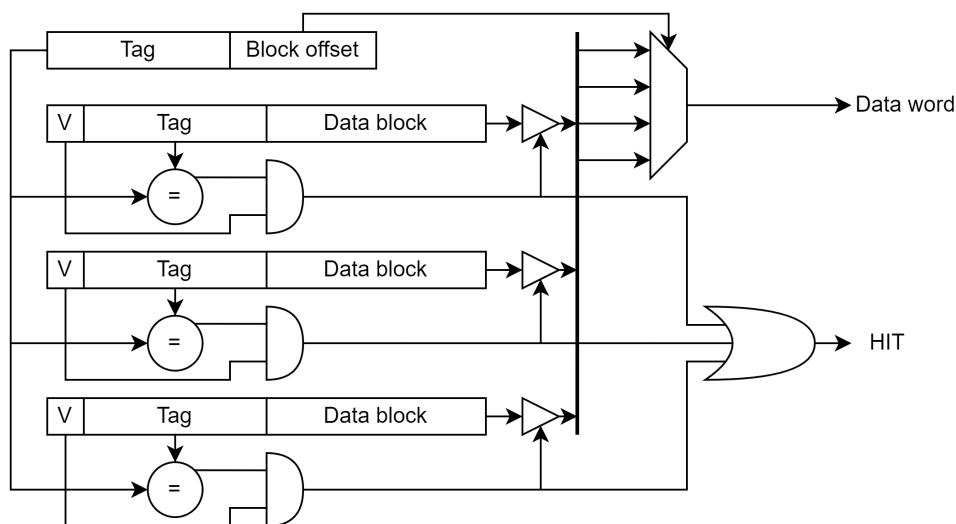 Tag Block offset
V Tag Data block
Data word
=
V Tag Data block
=
HIT
V Tag Data block
=